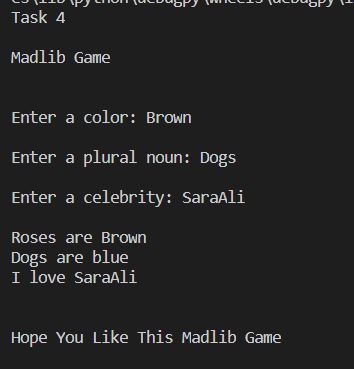 Task 4
Madlib Game
Enter a color: Brown
Enter a plural noun: Dogs
Enter a celebrity: SaraAli
Roses are Brown
Dogs are blue
I love SaraAli
Hope You Like This Madlib Game